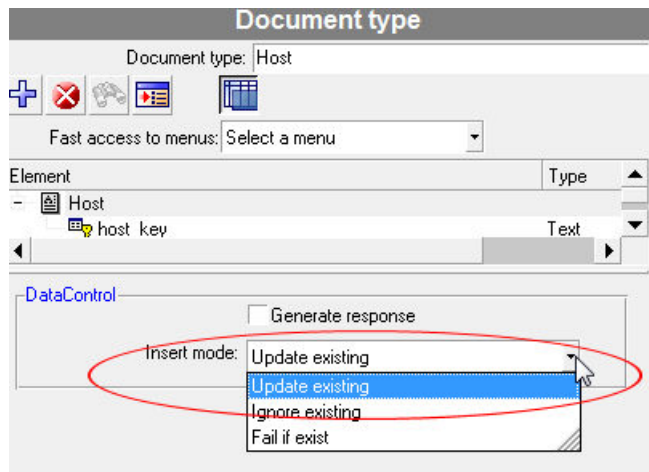 Document type
Document type: Host
Fast access to menus: Select a menu
Element Type
Host
host_key Text
DataControl
Generate response
Insert mode: Update existing
Update existing
Ignore existing
Fail if exist